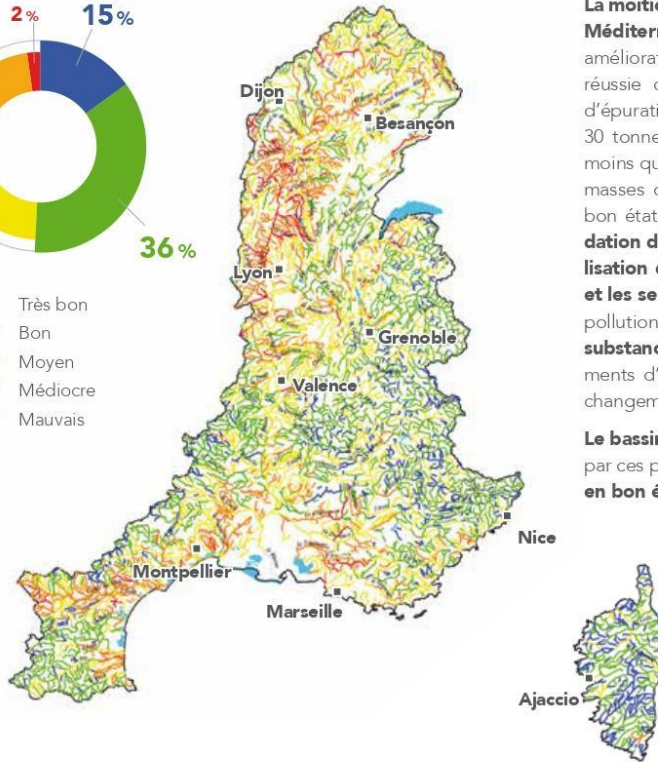 2 %
15 %
36 %
Très bon
Bon
Moyen
Médiocre
Mauvais
Dijon
Besançon
Lyon
Grenoble
Valence
Montpellier
Marseille
Nice
Ajaccio
La moitié
Méditerr
améliorat
réussie
d'épurati
30 tonne
moins qu
masses
bon état
dation d
lisation
et les se
pollution
substanc
ments d'
changem
Le bassin
par ces p
en bon é